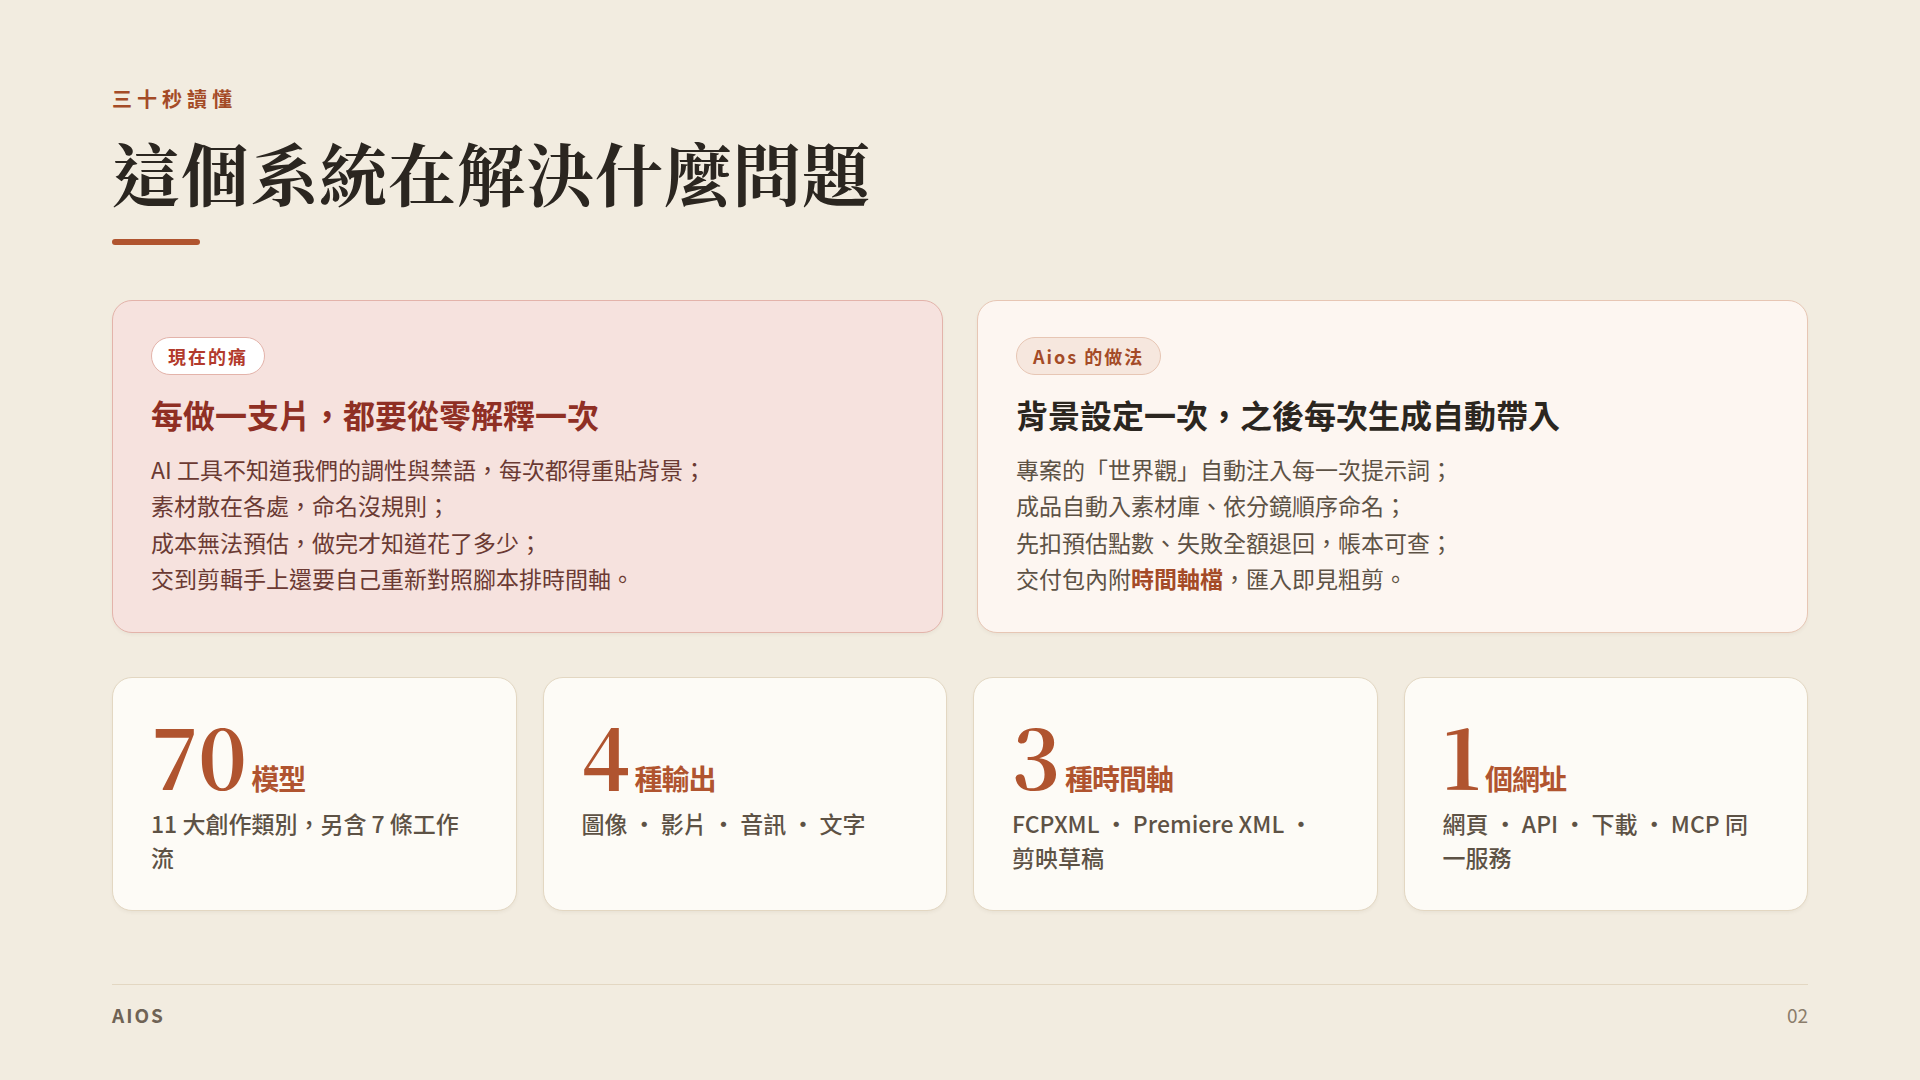 三十秒讀懂
這個系統在解決什麼問題
現在的痛
每做一支片，都要從零解釋一次
AI 工具不知道我們的調性與禁語，每次都得重貼背景；
素材散在各處，命名沒規則；
成本無法預估，做完才知道花了多少；
交到剪輯手上還要自己重新對照腳本排時間軸。
Aios 的做法
背景設定一次，之後每次生成自動帶入
專案的「世界觀」自動注入每一次提示詞；
成品自動入素材庫、依分鏡順序命名；
先扣預估點數、失敗全額退回，帳本可查；
交付包內附時間軸檔，匯入即見粗剪。
70 模型
11 大創作類別，另含 7 條工作
流
4 種輸出
圖像 · 影片 · 音訊 · 文字
3 種時間軸
FCPXML · Premiere XML ·
剪映草稿
1 個網址
網頁 · API · 下載 · MCP 同
一服務
AIOS
02